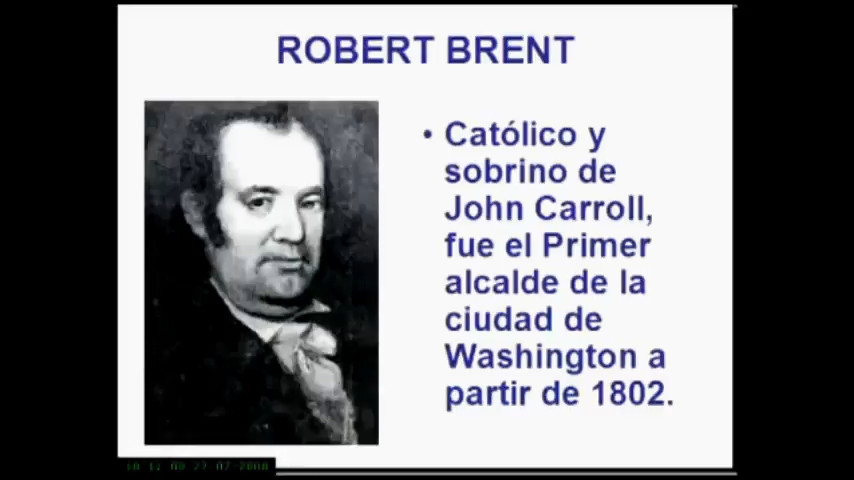 ROBERT BRENT
• Católico y
sobrino de
John Carroll,
fue el Primer
alcalde de la
ciudad de
Washington a
partir de 1802.